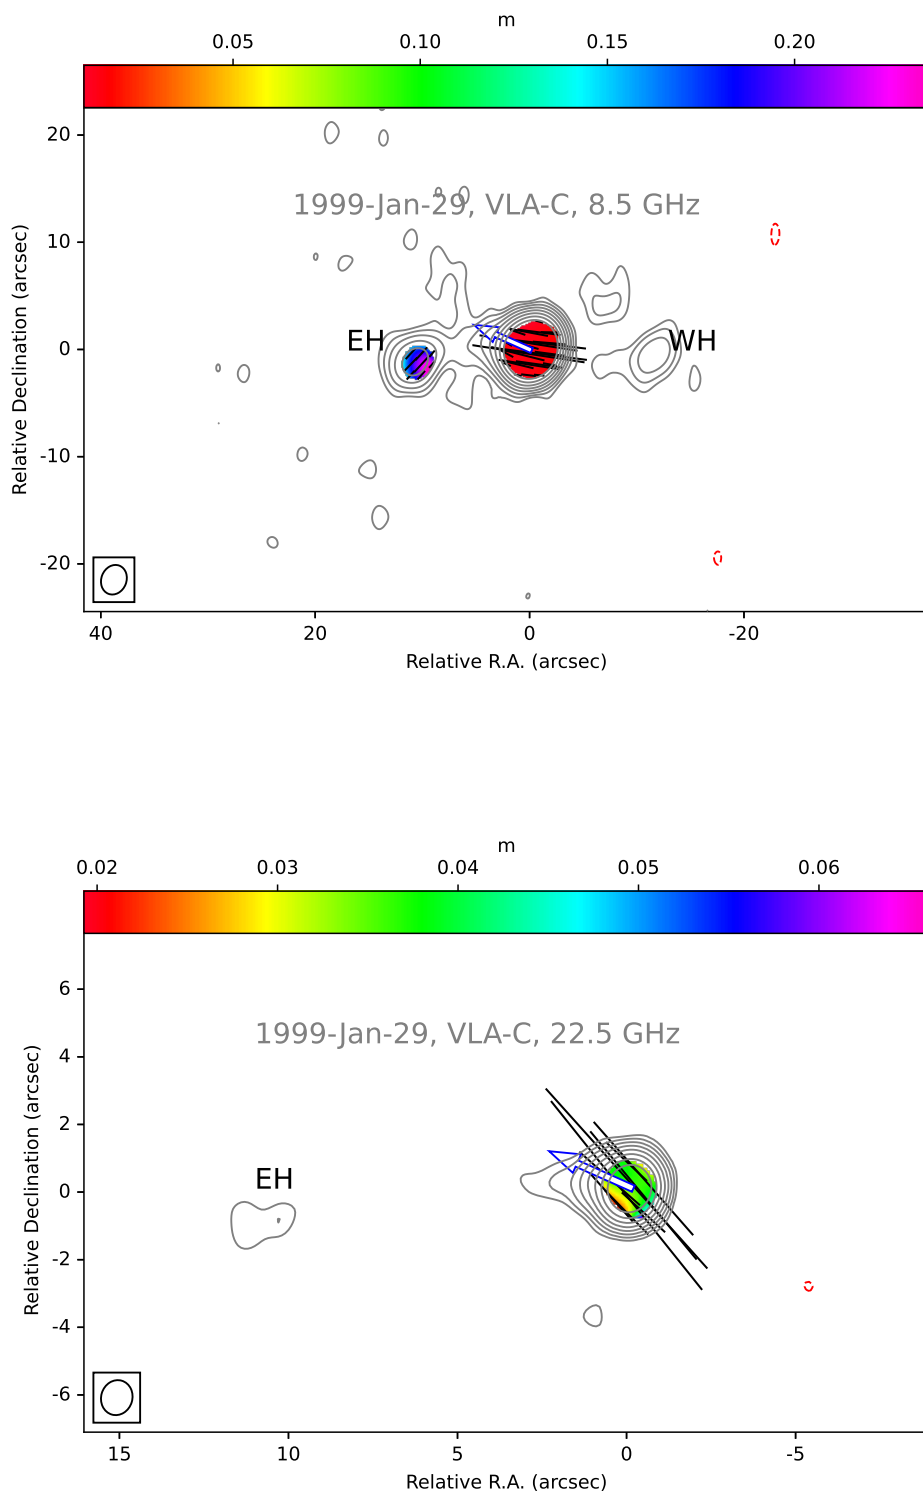 m
0.05 0.10 0.15 0.20
20
1999-Jan-29, VLA-C, 8.5 GHz
10
EH WH
0
-10
-20
Relative Declination (arcsec)
40 20 0 -20
Relative R.A. (arcsec)
m
0.02 0.03 0.04 0.05 0.06
6
1999-Jan-29, VLA-C, 22.5 GHz
4
2
EH
0
-2
-4
-6
Relative Declination (arcsec)
15 10 5 0 -5
Relative R.A. (arcsec)